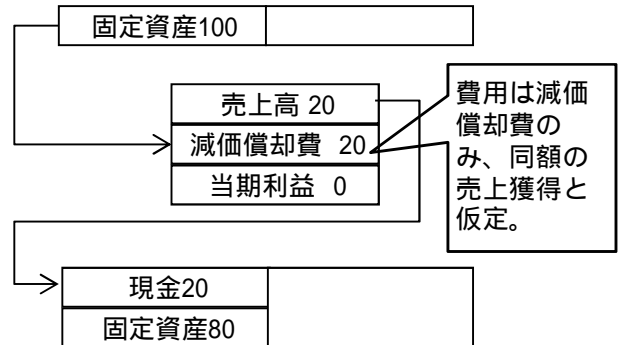 固定資産100
売上高 20
減価償却費 20
当期利益 0
費用は減価
償却費の
み、同額の
売上獲得と
仮定。
現金20
固定資産80